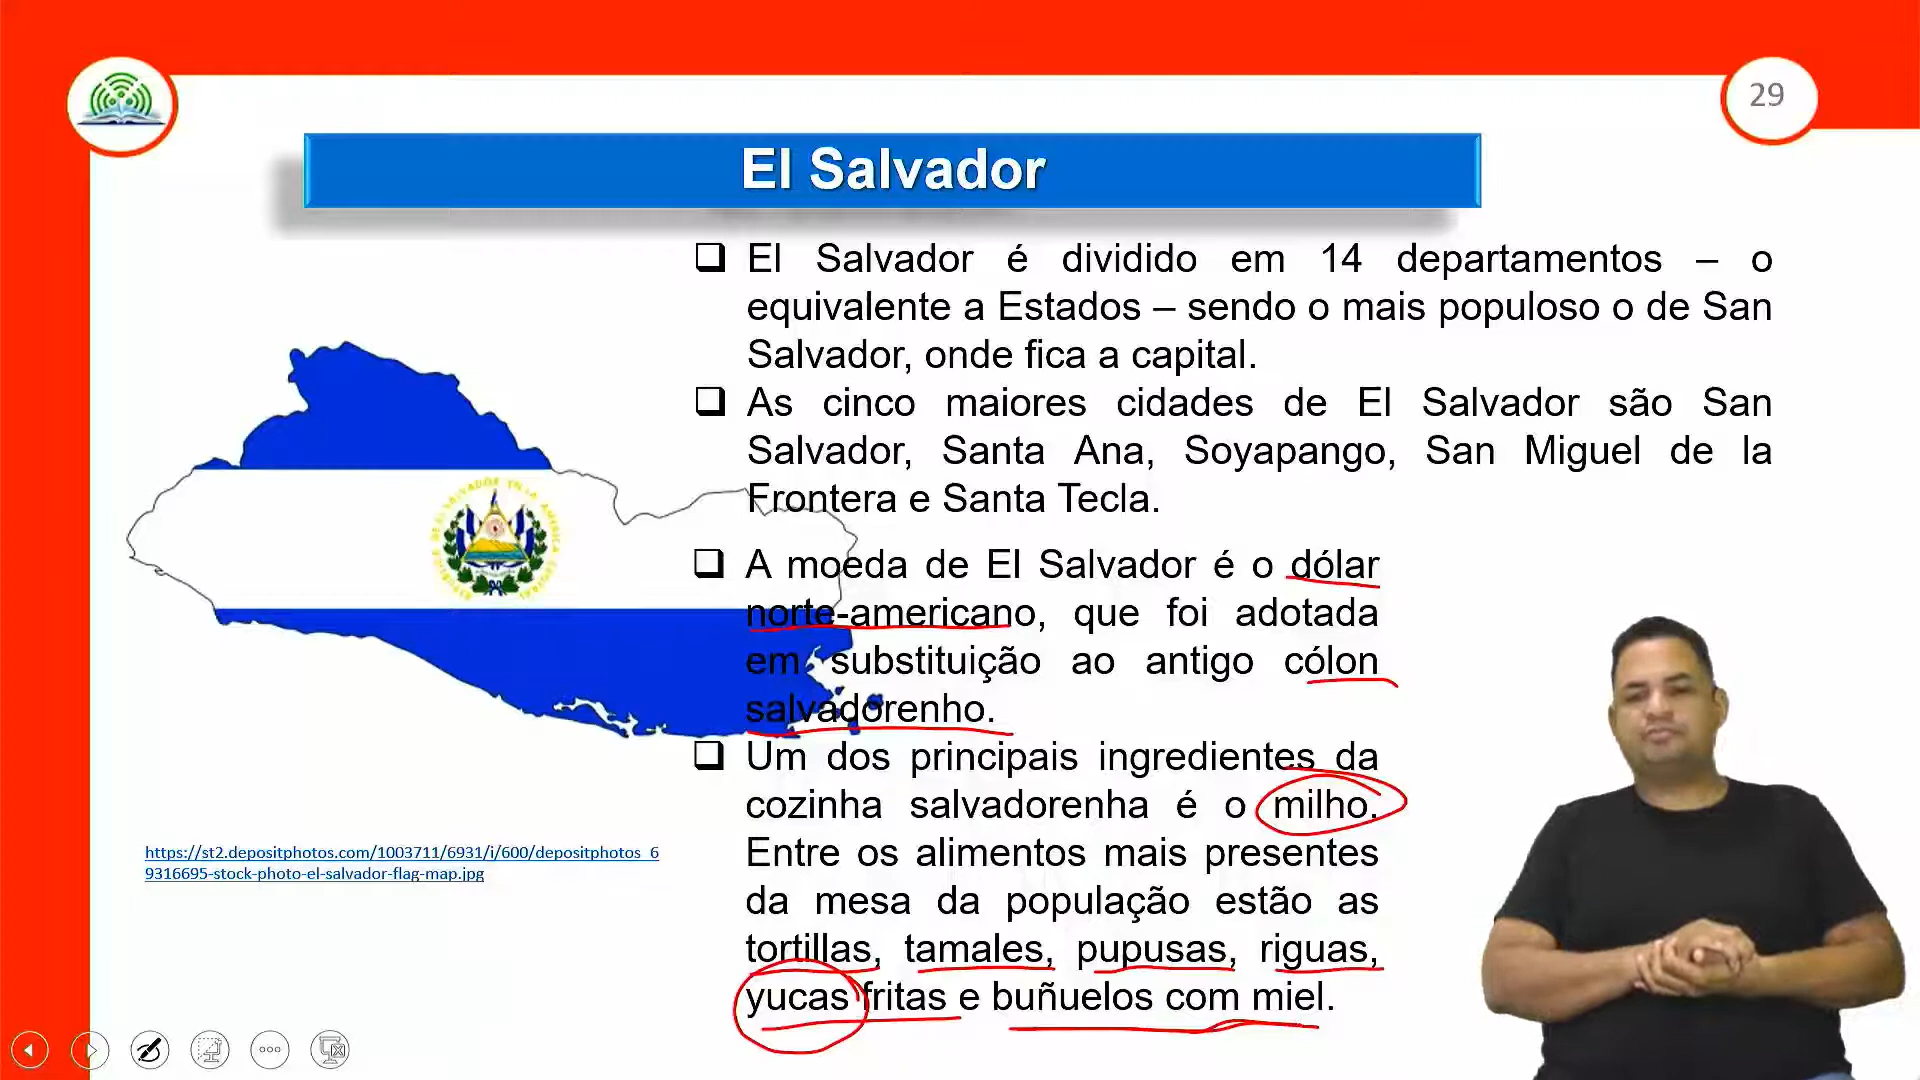 29
El Salvador
El Salvador é dividido em 14 departamentos – o
equivalente a Estados – sendo o mais populoso o de San
Salvador, onde fica a capital.
As cinco maiores cidades de El Salvador são San
Salvador, Santa Ana, Soyapango, San Miguel de la
Frontera e Santa Tecla.
A moeda de El Salvador é o dólar
norte-americano, que foi adotada
em substituição ao antigo cólon
salvadorenho.
Um dos principais ingredientes da
cozinha salvadorenha é o milho.
Entre os alimentos mais presentes
da mesa da população estão as
tortillas, tamales, pupusas, riguas,
yucas fritas e buñuelos com miel.
https://st2.depositphotos.com/1003711/6931/i/600/depositphotos_6
9316695-stock-photo-el-salvador-flag-map.jpg